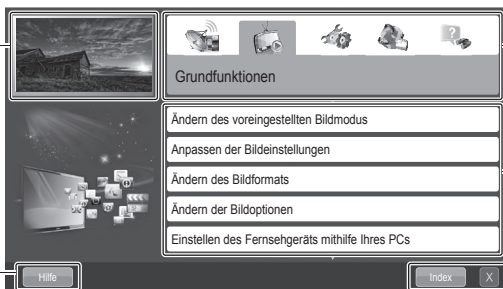 Grundfunktionen
Ändern des voreingestellten Bildmodus
Anpassen der Bildeinstellungen
Ändern des Bildformats
Ändern der Bildoptionen
Einstellen des Fernsehgeräts mithilfe Ihres PCs
Hilfe
Index
X